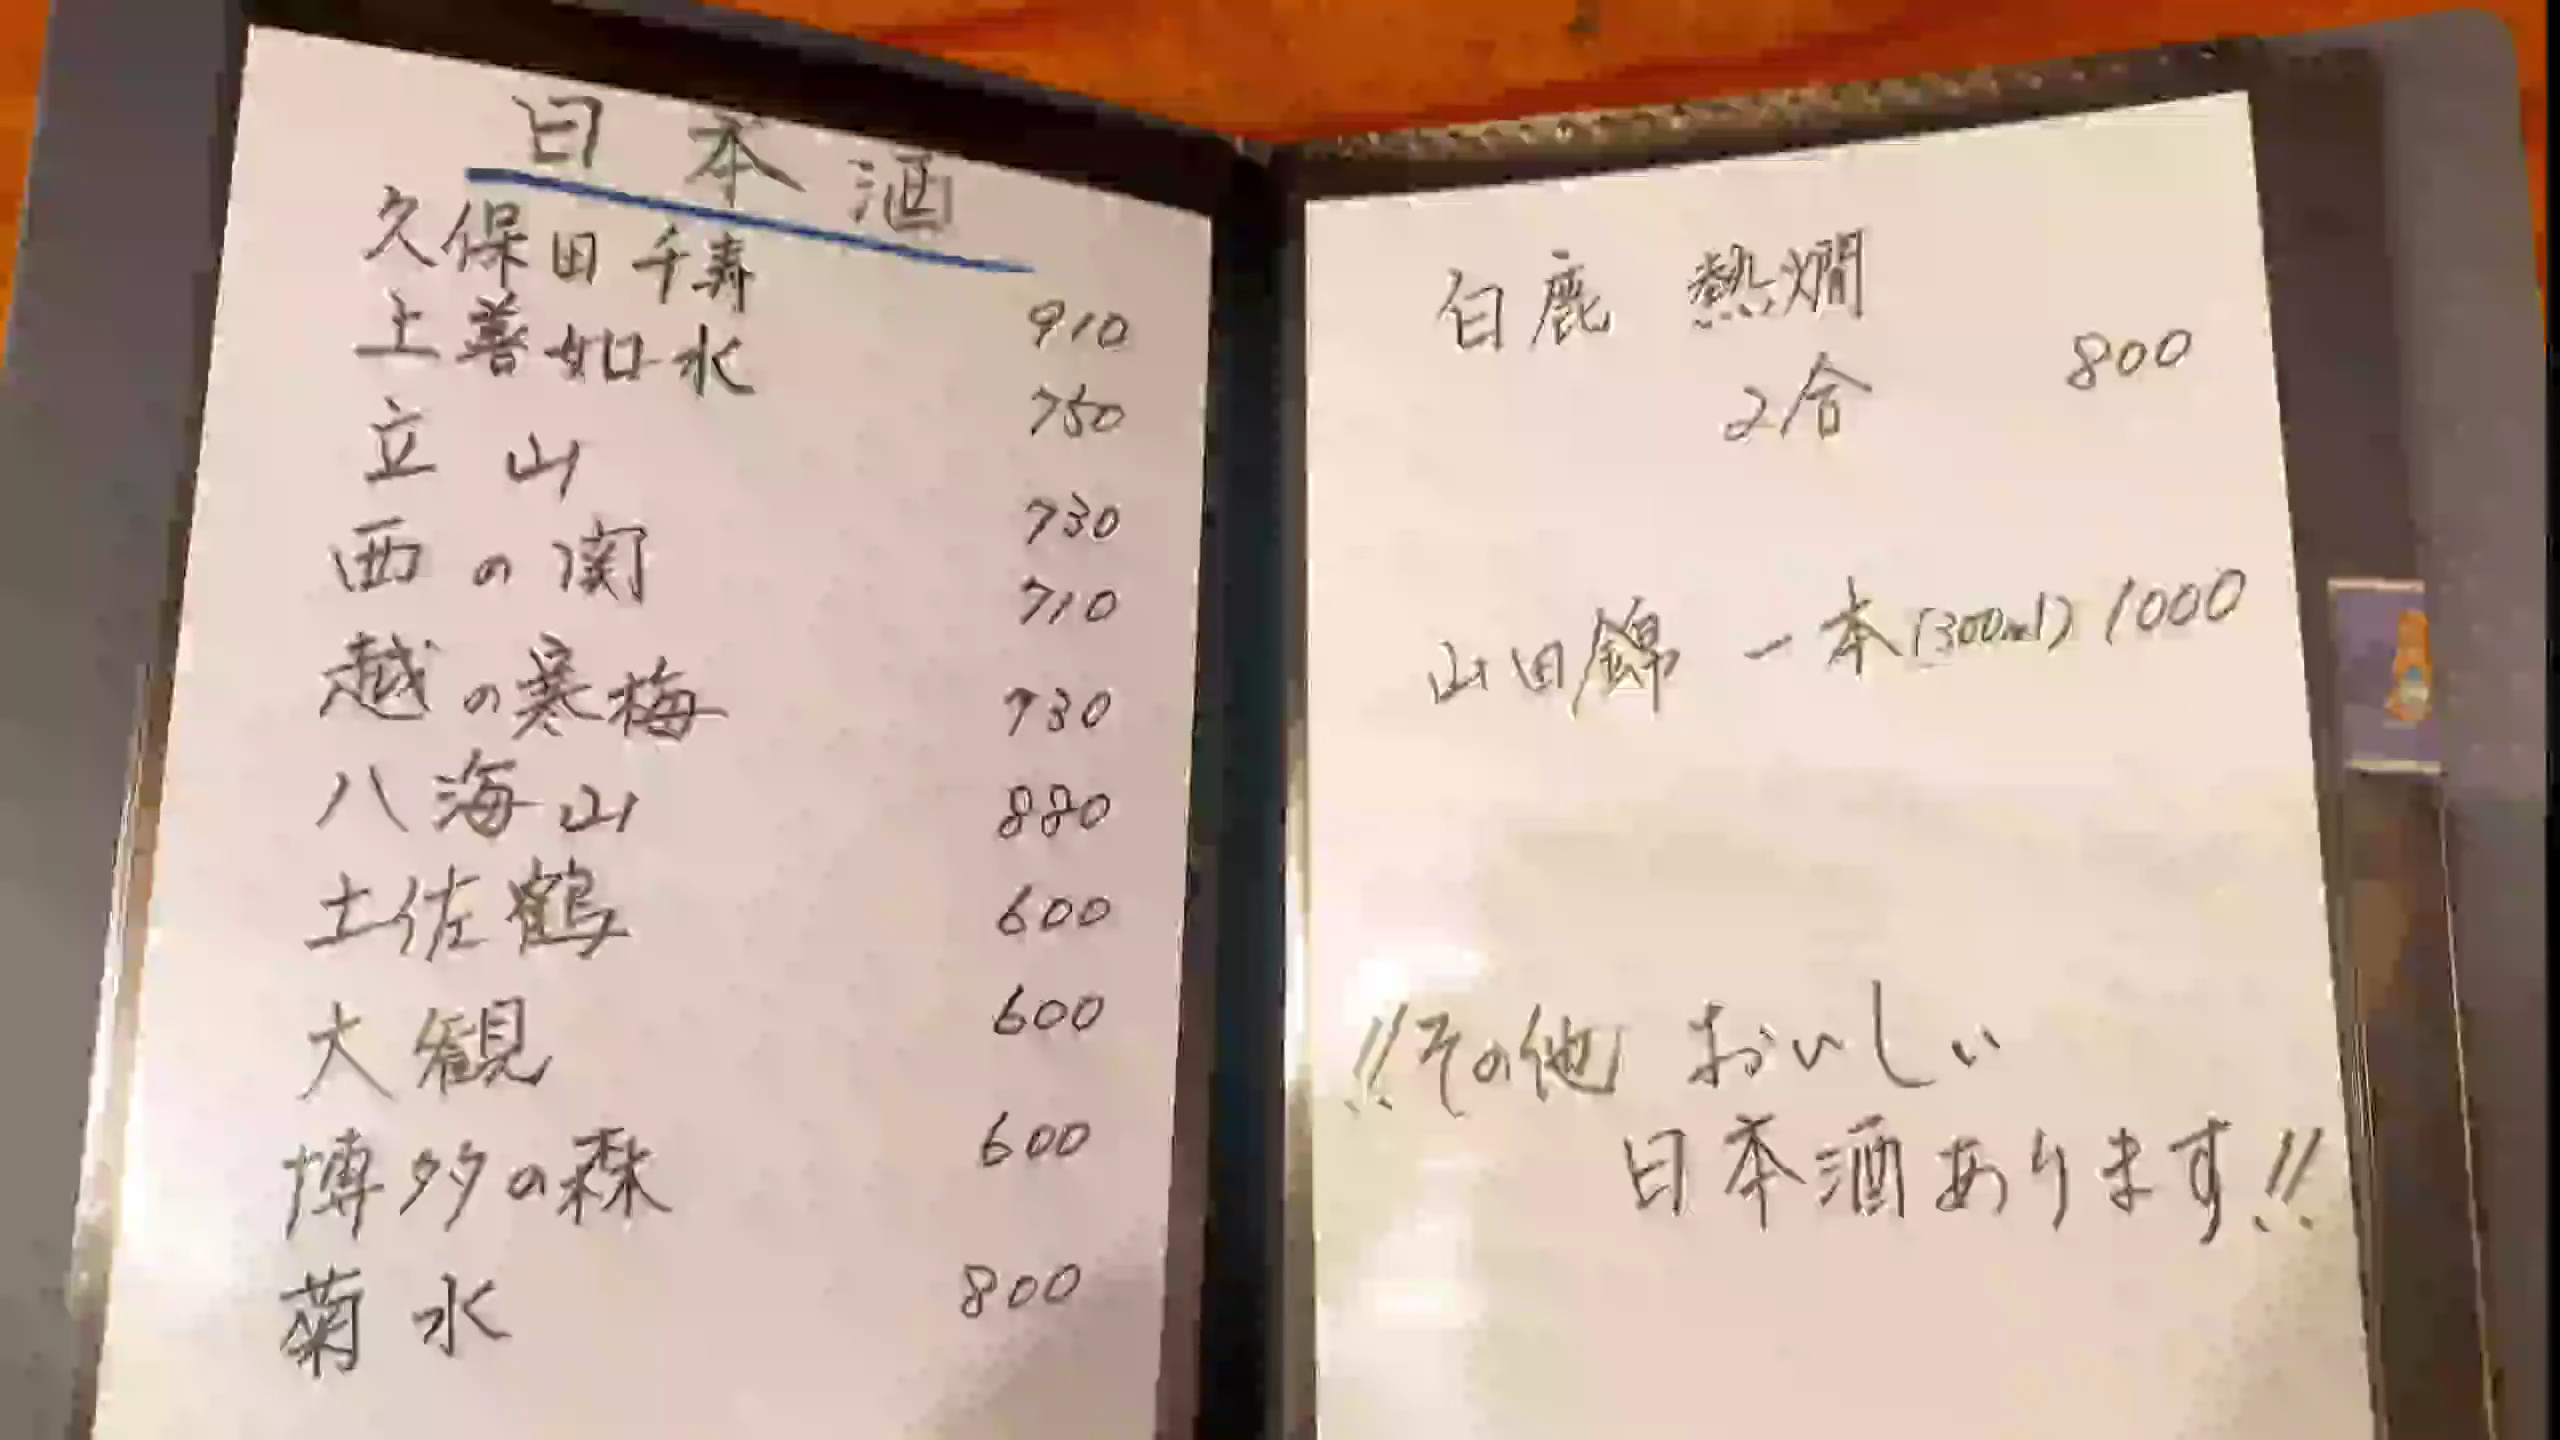 日本酒
久保田千寿 910
上善如水 750
立山 730
西の関 710
越の寒梅 730
八海山 880
土佐鶴 600
大観 600
博多の森 600
菊水 800
白鹿 熱燗
2合 800
山田錦 一本(300ml) 1000
!!その他 おいしい
日本酒あります!!